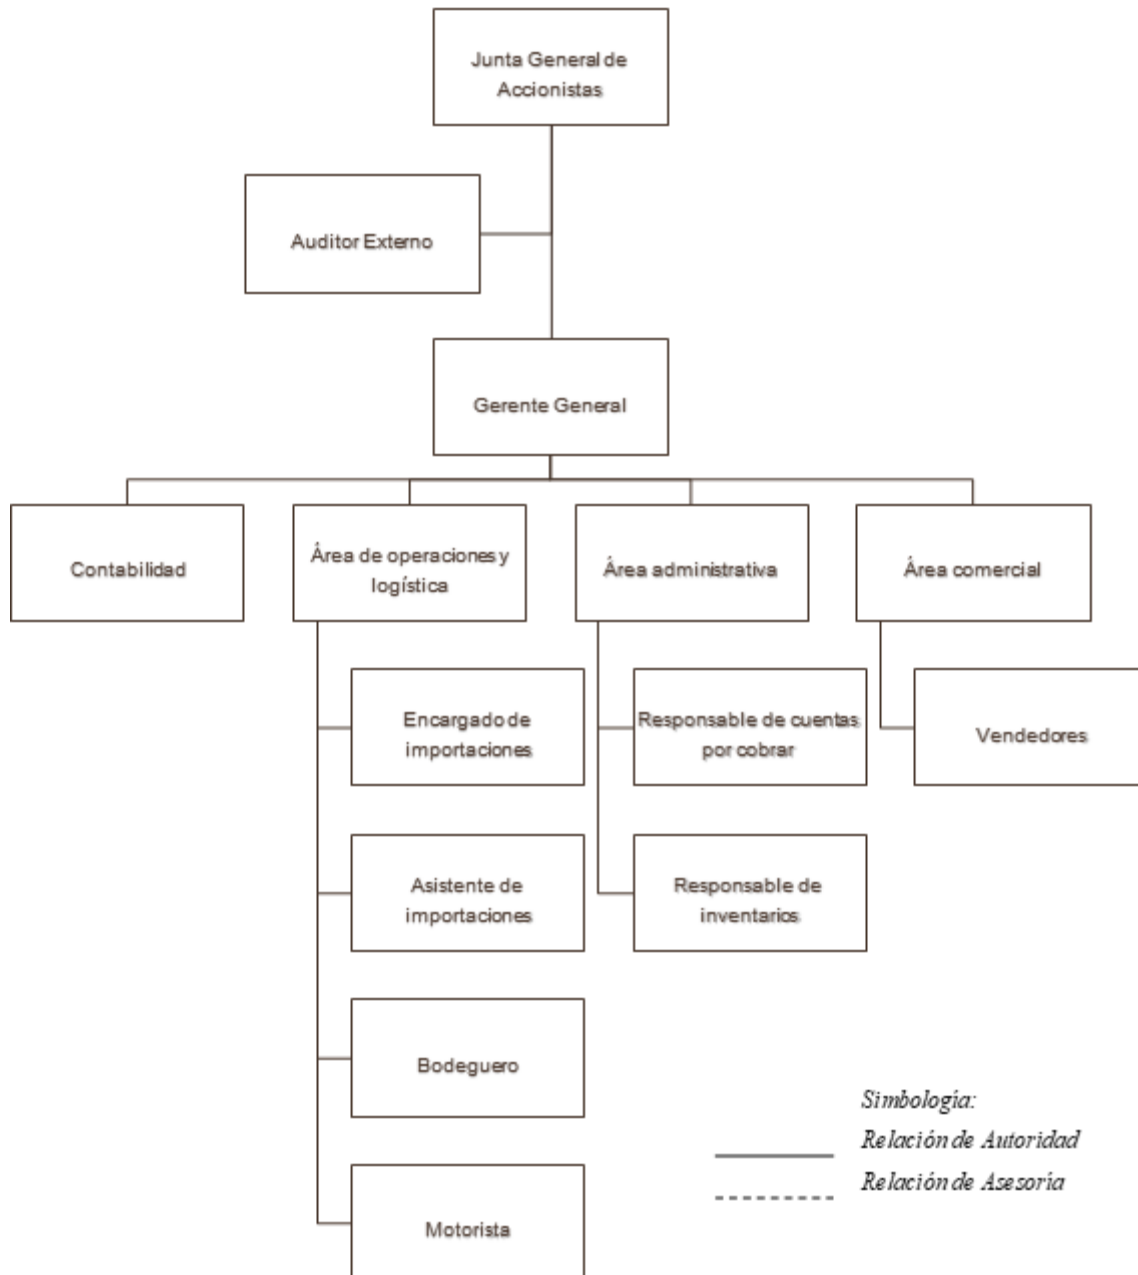 Junta General de
Accionistas
Auditor Externo
Gerente General
Contabilidad
Área de operaciones y
logística
Área administrativa
Área comercial
Encargado de
importaciones
Responsable de cuentas
por cobrar
Vendedores
Asistente de
importaciones
Responsable de
inventarios
Bodeguero
Motorista
Simbología:
Relación de Autoridad
Relación de Asesoría